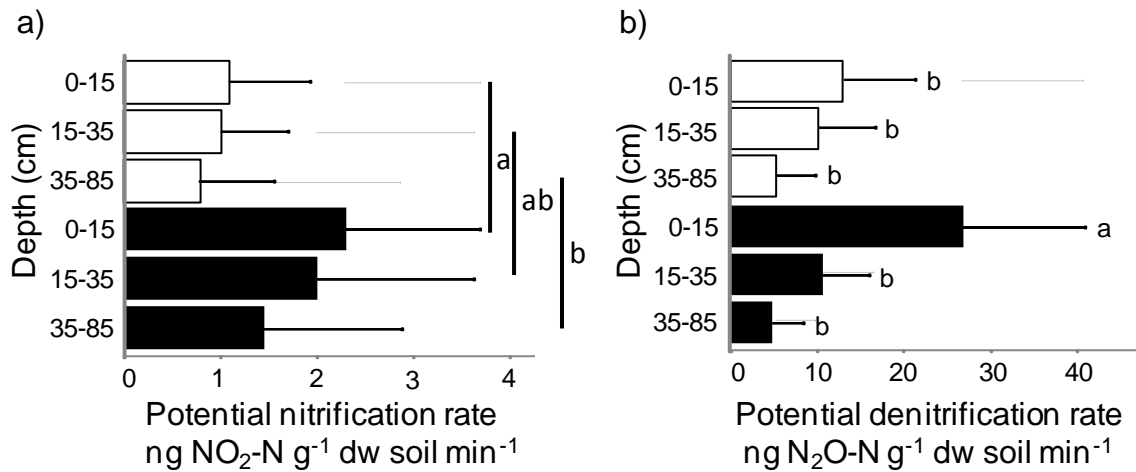 a)
Depth (cm)
0-15
15-35
35-85
0-15
15-35
35-85
a
ab
b
0 1 2 3 4
Potential nitrification rate
ng NO₂-N g⁻¹ dw soil min⁻¹
b)
Depth (cm)
0-15 b
15-35 b
35-85 b
0-15 a
15-35 b
35-85 b
0 10 20 30 40
Potential denitrification rate
ng N₂O-N g⁻¹ dw soil min⁻¹